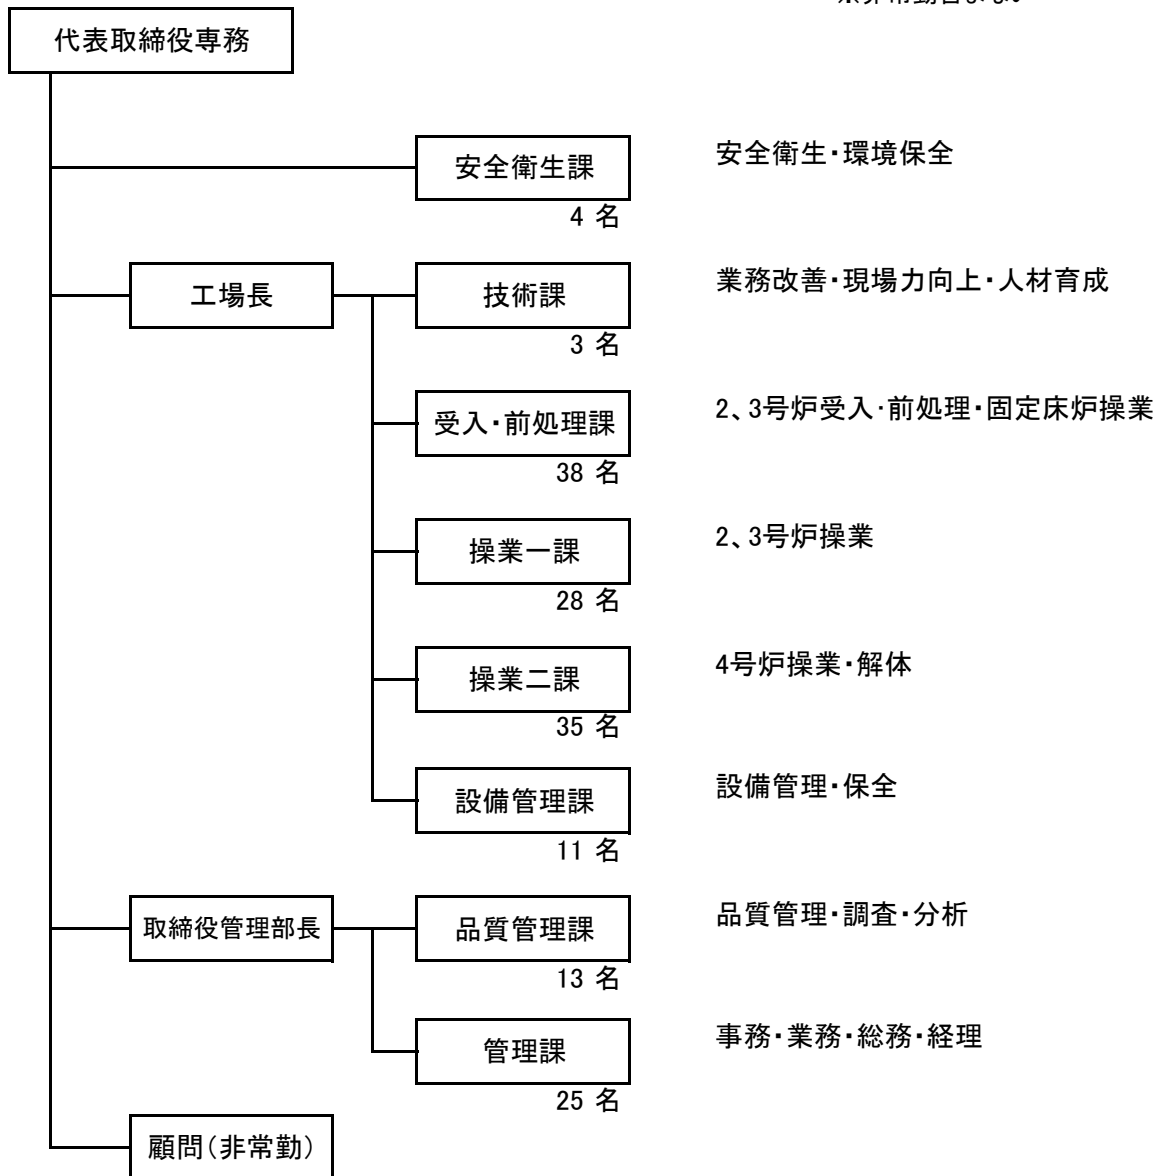 代表取締役専務
安全衛生課
安全衛生・環境保全
4 名
工場長
技術課
業務改善・現場力向上・人材育成
3 名
受入・前処理課
2、3号炉受入・前処理・固定床炉操業
38 名
操業一課
2、3号炉操業
28 名
操業二課
4号炉操業・解体
35 名
設備管理課
設備管理・保全
11 名
取締役管理部長
品質管理課
品質管理・調査・分析
13 名
管理課
事務・業務・総務・経理
25 名
顧問(非常勤)